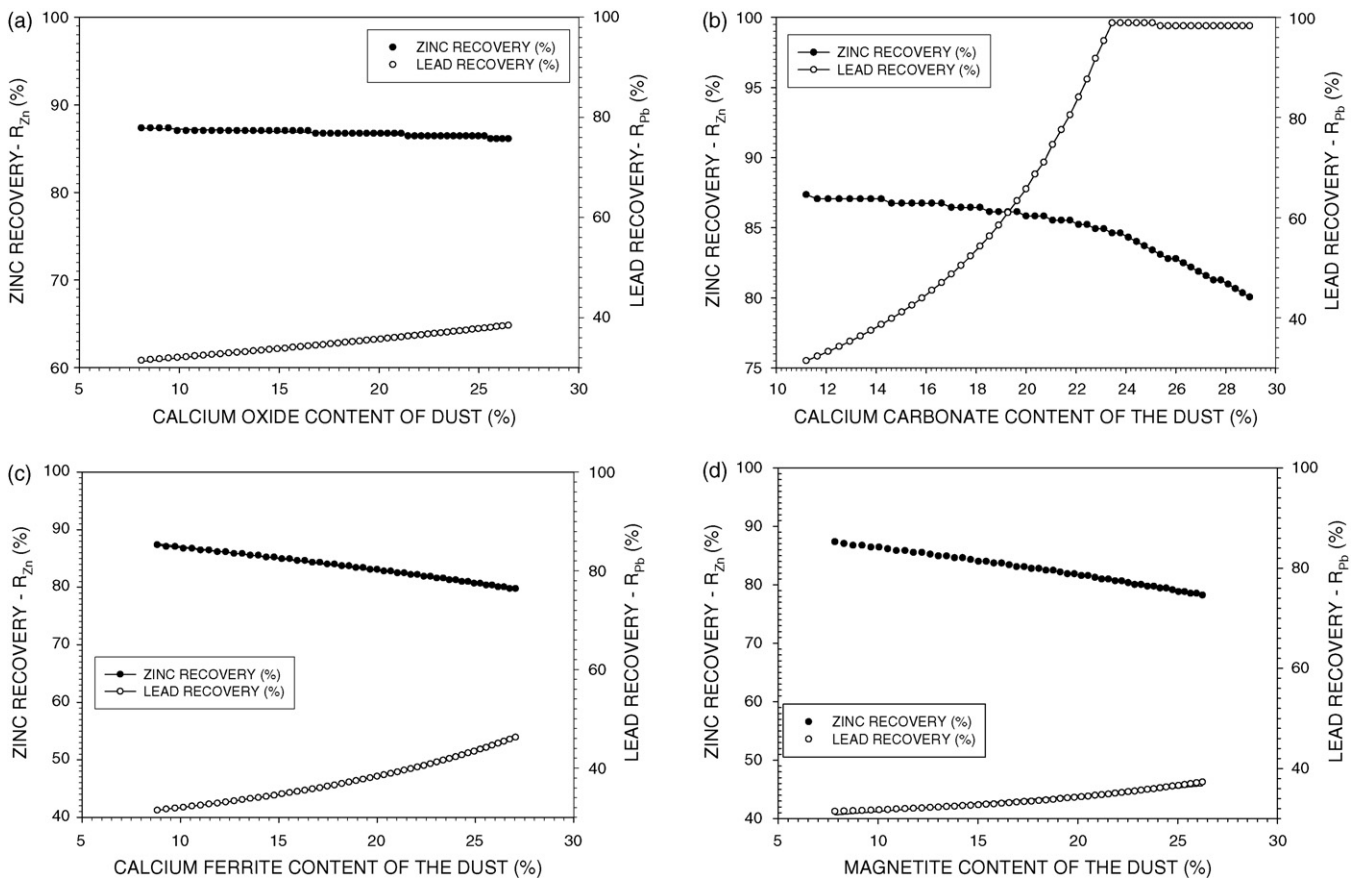 (a)
100
90
80
70
60
ZINC RECOVERY- R_Zn (%)
100
80
60
40
LEAD RECOVERY- R_Pb (%)
ZINC RECOVERY (%)
LEAD RECOVERY (%)
5 10 15 20 25 30
CALCIUM OXIDE CONTENT OF DUST (%)
(b)
100
95
90
85
80
75
ZINC RECOVERY - R_Zn (%)
100
80
60
40
LEAD RECOVERY - R_Pb (%)
ZINC RECOVERY (%)
LEAD RECOVERY (%)
10 12 14 16 18 20 22 24 26 28 30
CALCIUM CARBONATE CONTENT OF THE DUST (%)
(c)
100
90
80
70
60
50
40
ZINC RECOVERY - R_Zn (%)
100
80
60
40
LEAD RECOVERY - R_Pb (%)
ZINC RECOVERY (%)
LEAD RECOVERY (%)
5 10 15 20 25 30
CALCIUM FERRITE CONTENT OF THE DUST (%)
(d)
100
90
80
70
60
50
40
ZINC RECOVERY - R_Zn (%)
100
80
60
40
LEAD RECOVERY - R_Pb (%)
ZINC RECOVERY (%)
LEAD RECOVERY (%)
5 10 15 20 25 30
MAGNETITE CONTENT OF THE DUST (%)